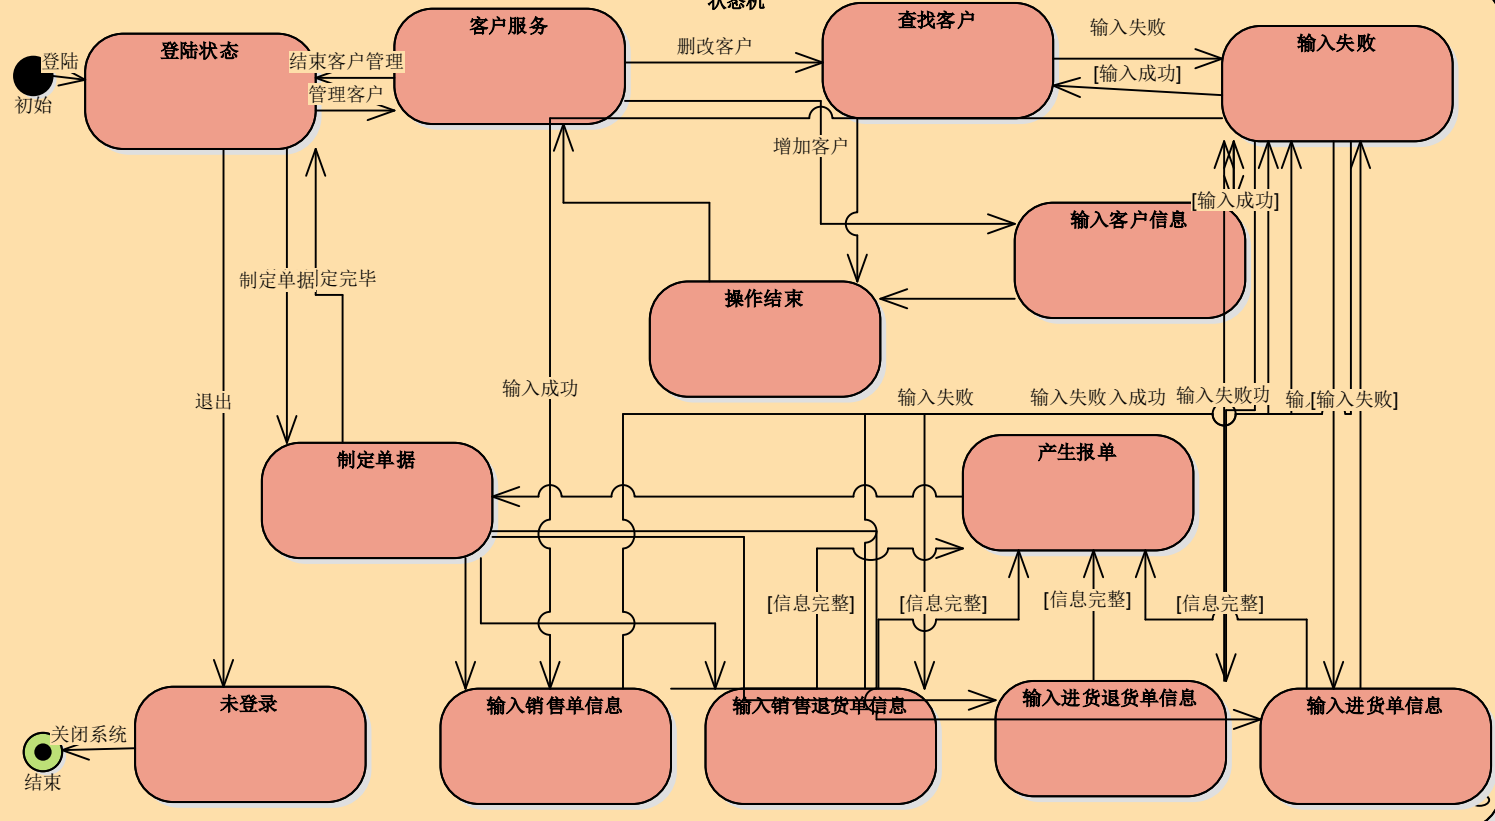 状态机
登陆
初始
登陆状态
结束客户管理
管理客户
客户服务
删改客户
查找客户
输入失败
[输入成功]
输入失败
增加客户
[输入成功]
输入客户信息
操作结束
制定单据
定完毕
退出
输入成功
输入失败
输入失败
入成功
输入失败
功
输
[输入失败]
制定单据
产生报单
[信息完整]
[信息完整]
[信息完整]
[信息完整]
未登录
输入销售单信息
输入销售退货单信息
输入进货退货单信息
输入进货单信息
关闭系统
结束